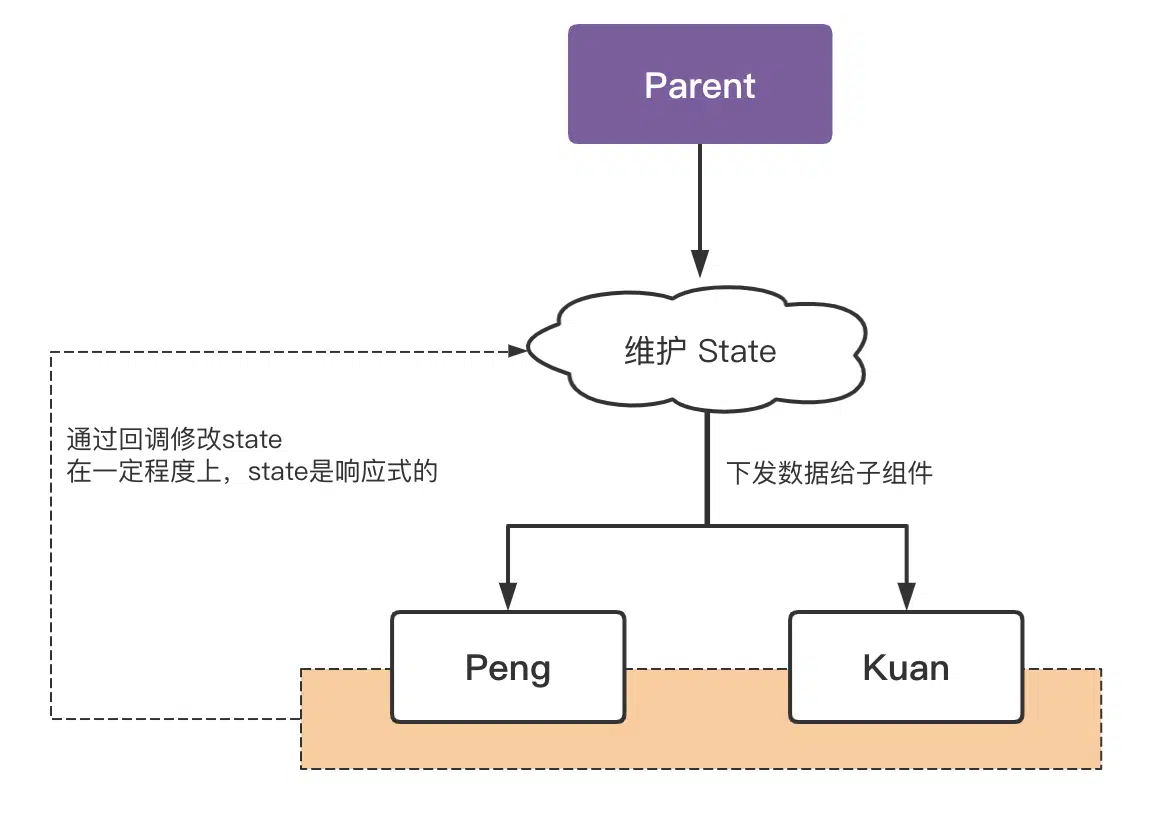 Parent
维护 State
通过回调修改state
在一定程度上，state是响应式的
下发数据给子组件
Peng
Kuan